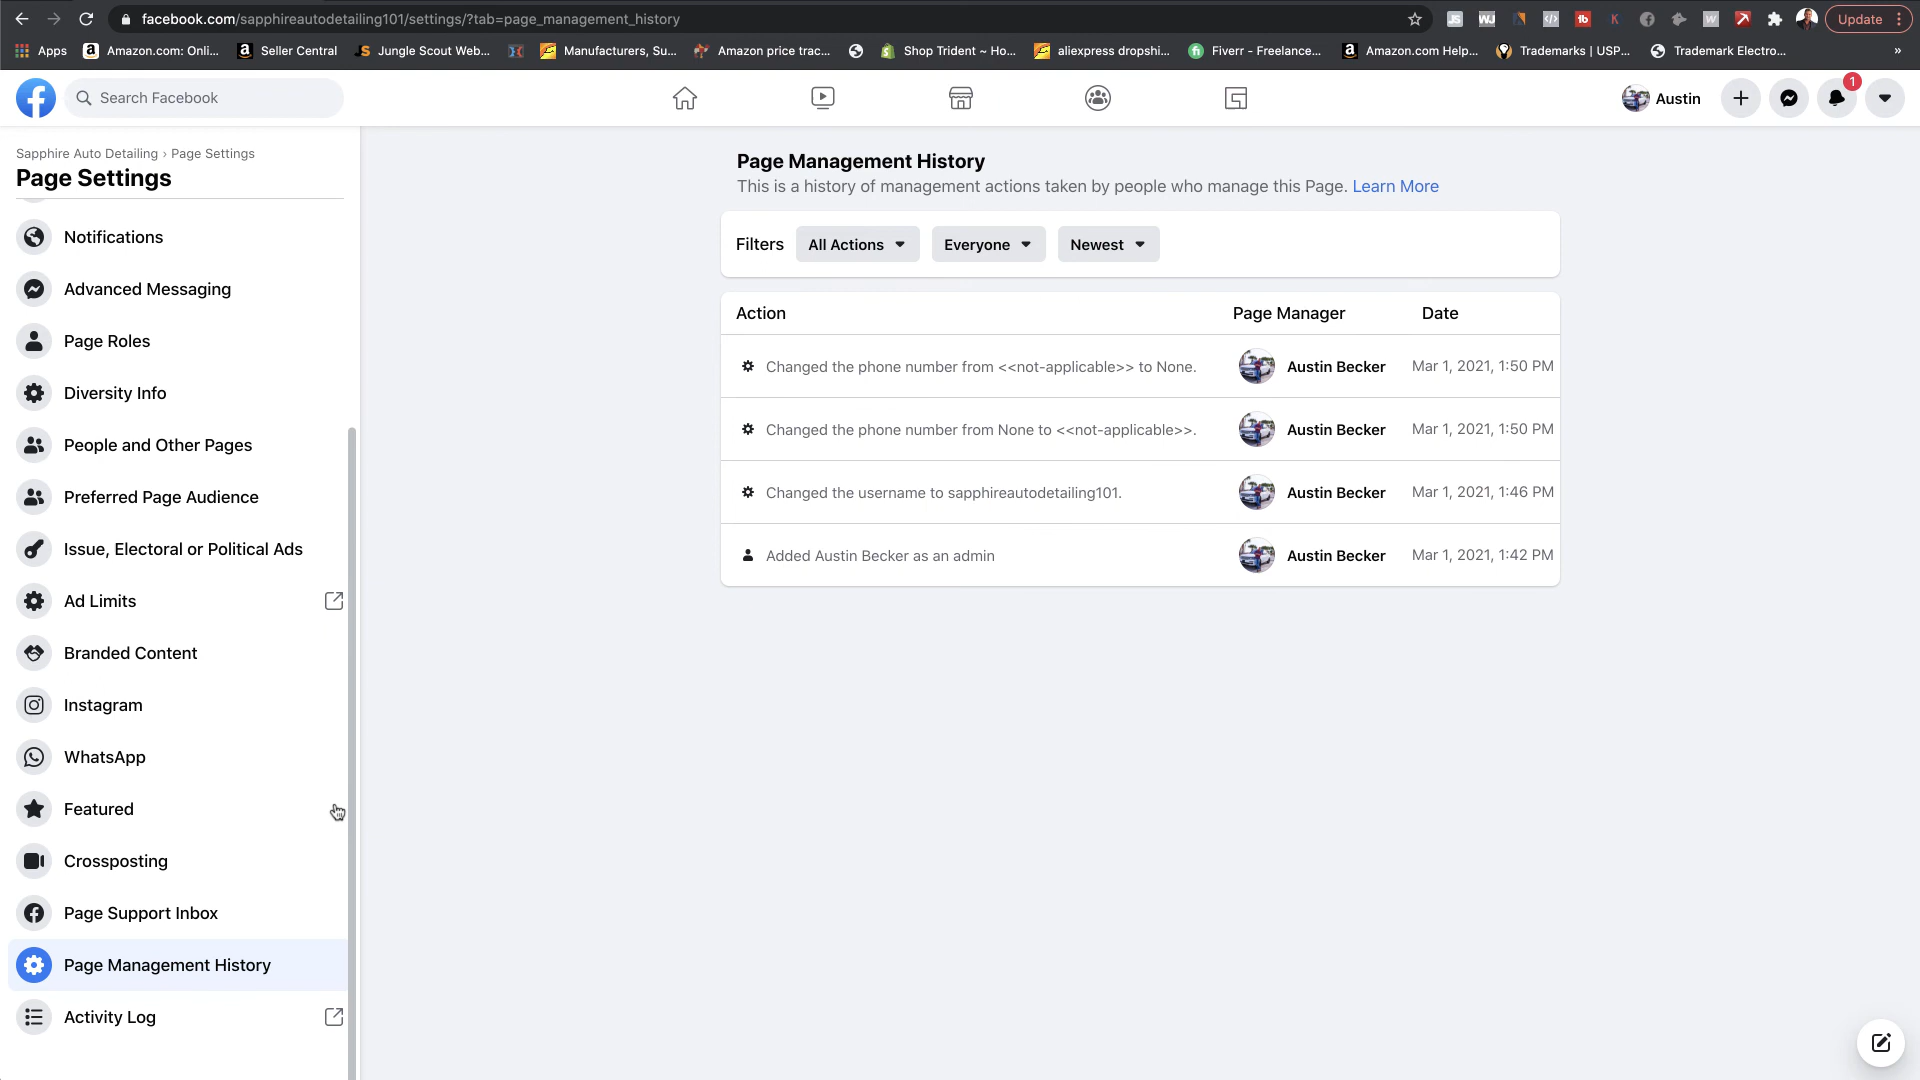 facebook.com/sapphireautodetailing101/settings/?tab=page_management_history
Update
Apps
Amazon.com: Onli...
Seller Central
Jungle Scout Web...
Manufacturers, Su...
Amazon price trac...
Shop Trident ~ Ho...
aliexpress dropshi...
Fiverr - Freelance...
Amazon.com Help...
Trademarks | USP...
Trademark Electro...
»
Search Facebook
Austin
1
Sapphire Auto Detailing › Page Settings
Page Settings
Notifications
Advanced Messaging
Page Roles
Diversity Info
People and Other Pages
Preferred Page Audience
Issue, Electoral or Political Ads
Ad Limits
Branded Content
Instagram
WhatsApp
Featured
Crossposting
Page Support Inbox
Page Management History
Activity Log
Page Management History
This is a history of management actions taken by people who manage this Page. Learn More
Filters All Actions Everyone Newest
Action Page Manager Date
Changed the phone number from <<not-applicable>> to None. Austin Becker Mar 1, 2021, 1:50 PM
Changed the phone number from None to <<not-applicable>>. Austin Becker Mar 1, 2021, 1:50 PM
Changed the username to sapphireautodetailing101. Austin Becker Mar 1, 2021, 1:46 PM
Added Austin Becker as an admin Austin Becker Mar 1, 2021, 1:42 PM